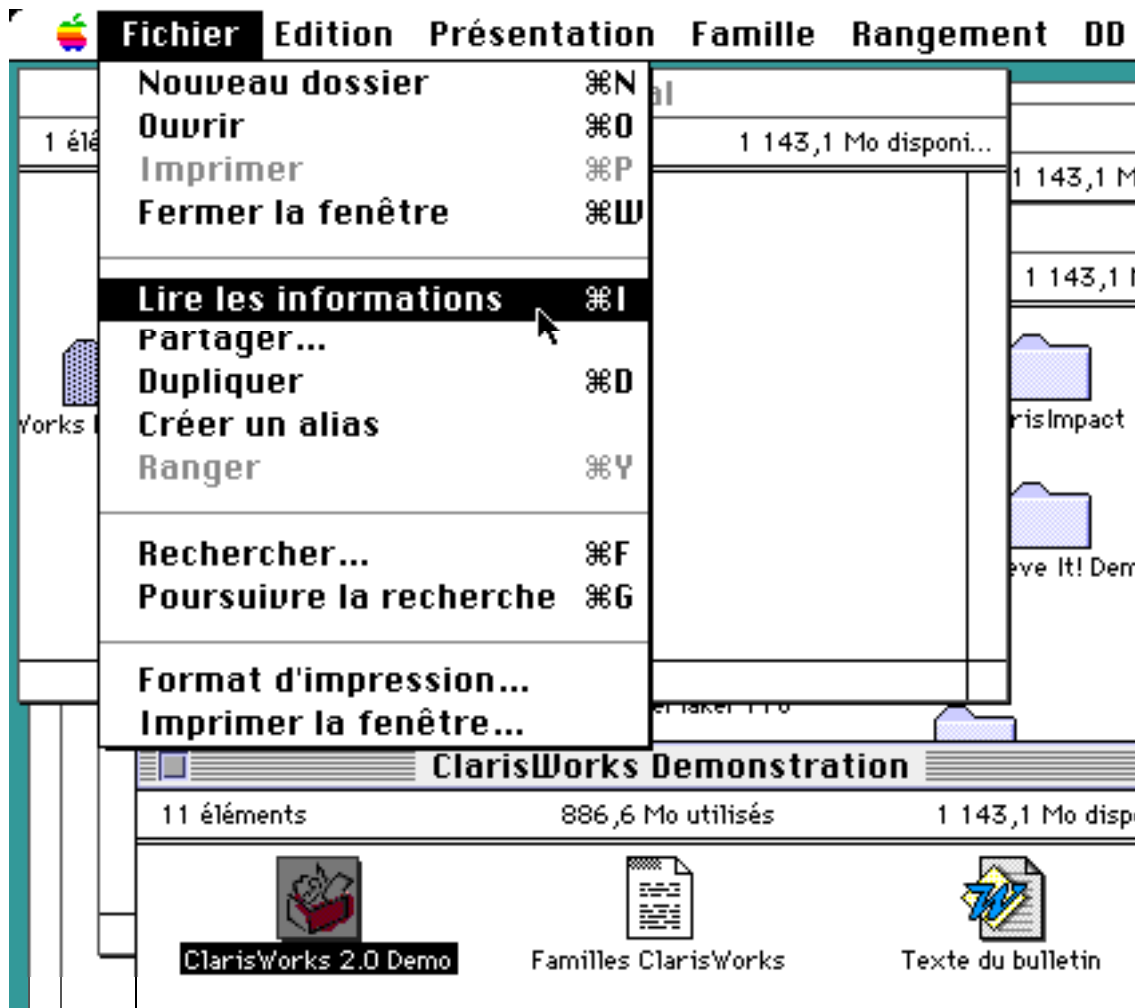 Fichier Edition Présentation Famille Rangement DD
Nouveau dossier ⌘N
Ouvrir ⌘O
1 élé 1 143,1 Mo disponi...
Imprimer ⌘P
1 143,1 M
Fermer la fenêtre ⌘W
1 143,1
Lire les informations ⌘I
Partager...
Dupliquer ⌘D
Créer un alias
Works risImpact
Ranger ⌘Y
Rechercher... ⌘F
eve It! Dem
Poursuivre la recherche ⌘G
Format d'impression...
Imprimer la fenêtre...
ClarisWorks Demonstration
11 éléments 886,6 Mo utilisés 1 143,1 Mo dispo
ClarisWorks 2.0 Demo Familles ClarisWorks Texte du bulletin